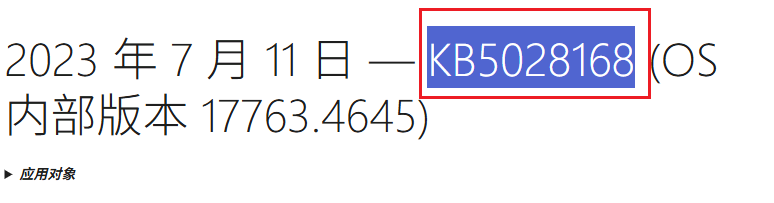 2023 年 7 月 11 日 — KB5028168 (OS
内部版本 17763.4645)
应用对象